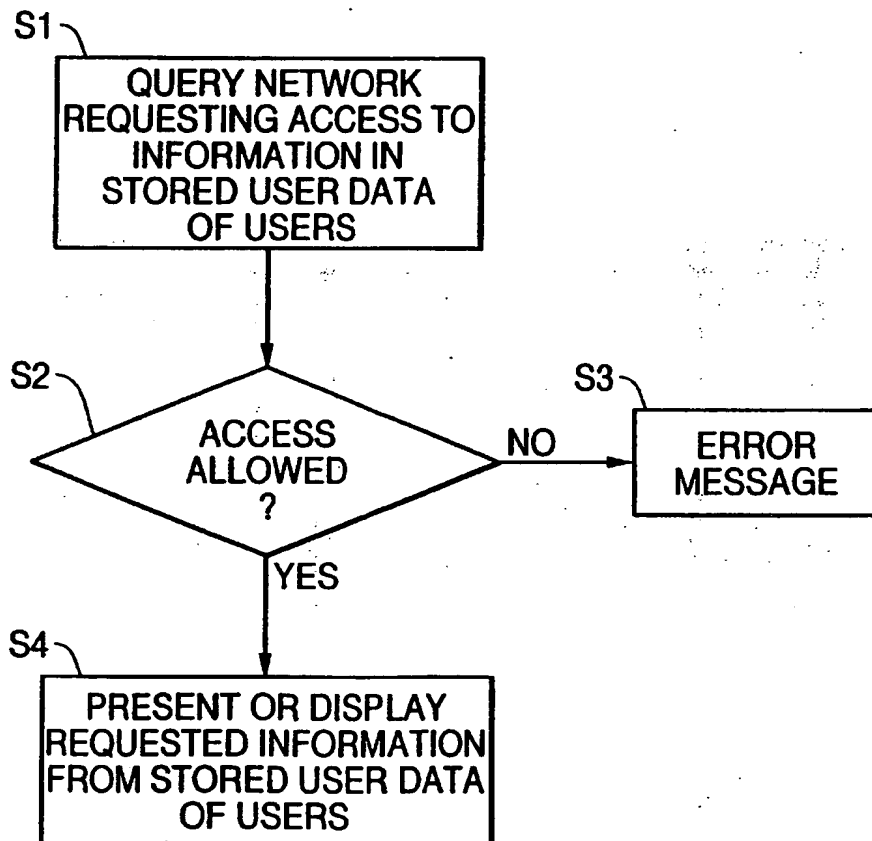 S1
QUERY NETWORK
REQUESTING ACCESS TO
INFORMATION IN
STORED USER DATA
OF USERS
S2
ACCESS
ALLOWED
?
NO
S3
ERROR
MESSAGE
YES
S4
PRESENT OR DISPLAY
REQUESTED INFORMATION
FROM STORED USER DATA
OF USERS